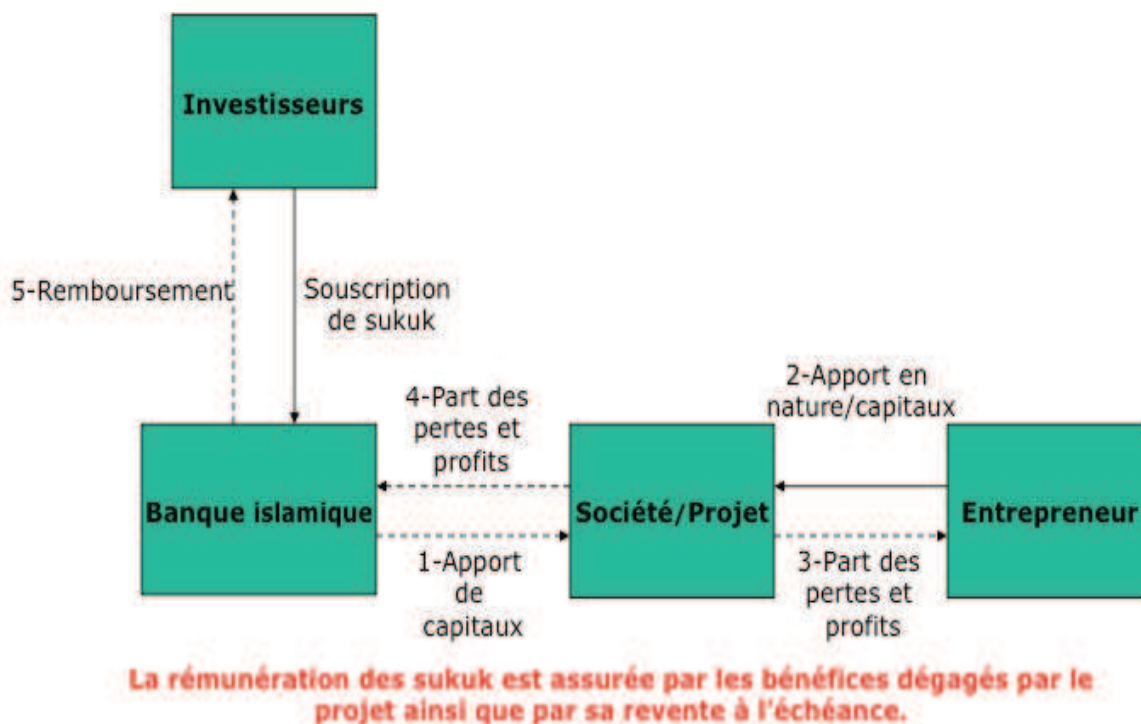 Investisseurs
5-Remboursement
Souscription
de sukuk
4-Part des
pertes et
profits
2-Apport en
nature/capitaux
Banque islamique
Société/Projet
Entrepreneur
1-Apport
de
capitaux
3-Part des
pertes et
profits
La rémunération des sukuk est assurée par les bénéfices dégagés par le
projet ainsi que par sa revente à l'échéance.